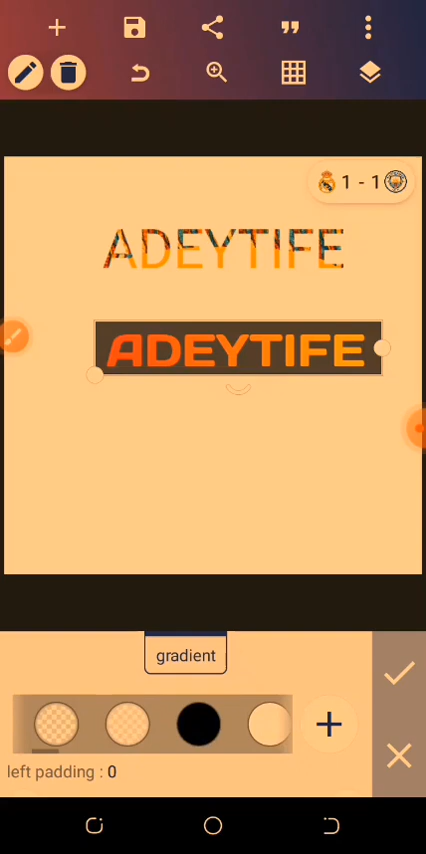 1 - 1
ADEYTIFE
ADEYTIFE
gradient
left padding : 0